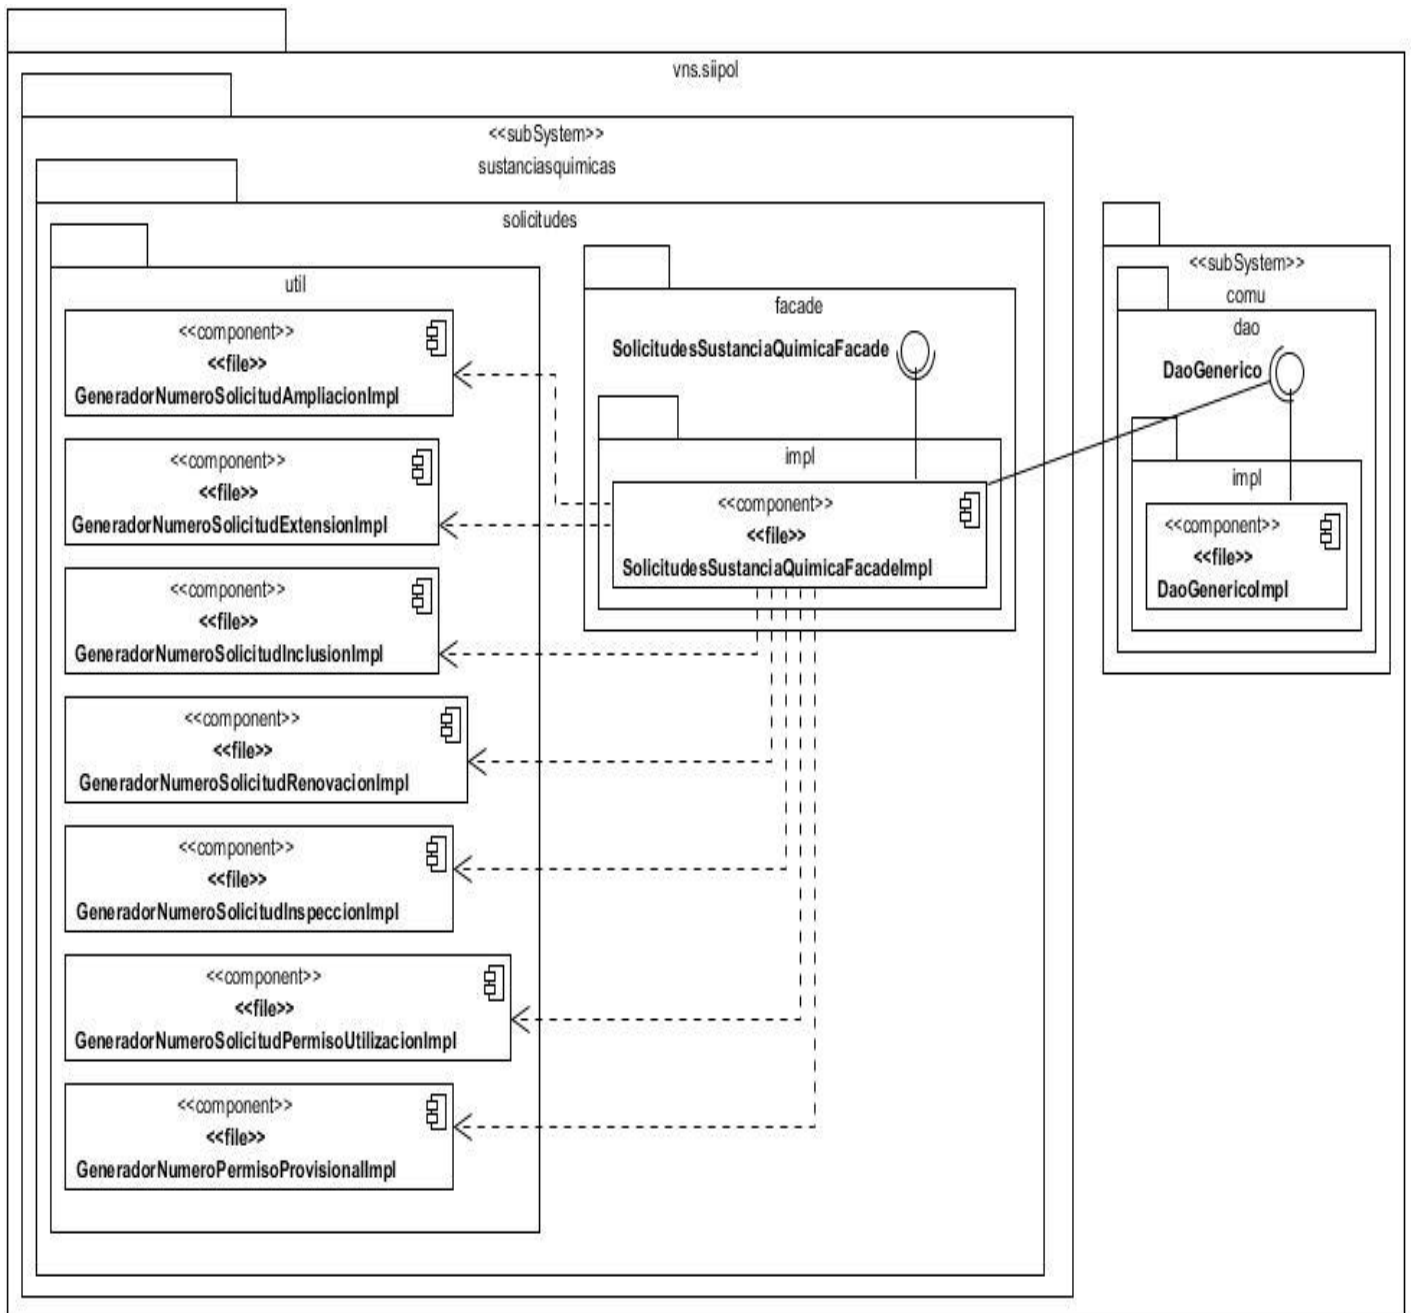 vns.siipol
<<subSystem>>
sustanciasquimicas
solicitudes
util
<<component>>
<<file>>
GeneradorNumeroSolicitudAmpliacionImpl
<<component>>
<<file>>
GeneradorNumeroSolicitudExtensionImpl
<<component>>
<<file>>
GeneradorNumeroSolicitudInclusionImpl
<<component>>
<<file>>
GeneradorNumeroSolicitudRenovacionImpl
<<component>>
<<file>>
GeneradorNumeroSolicitudInspeccionImpl
<<component>>
<<file>>
GeneradorNumeroSolicitudPermisoUtilizacionImpl
<<component>>
<<file>>
GeneradorNumeroPermisoProvisionalImpl
facade
SolicitudesSustanciaQuimicaFacade
impl
<<component>>
<<file>>
SolicitudesSustanciaQuimicaFacadeImpl
<<subSystem>>
comu
dao
DaoGenerico
impl
<<component>>
<<file>>
DaoGenericoImpl